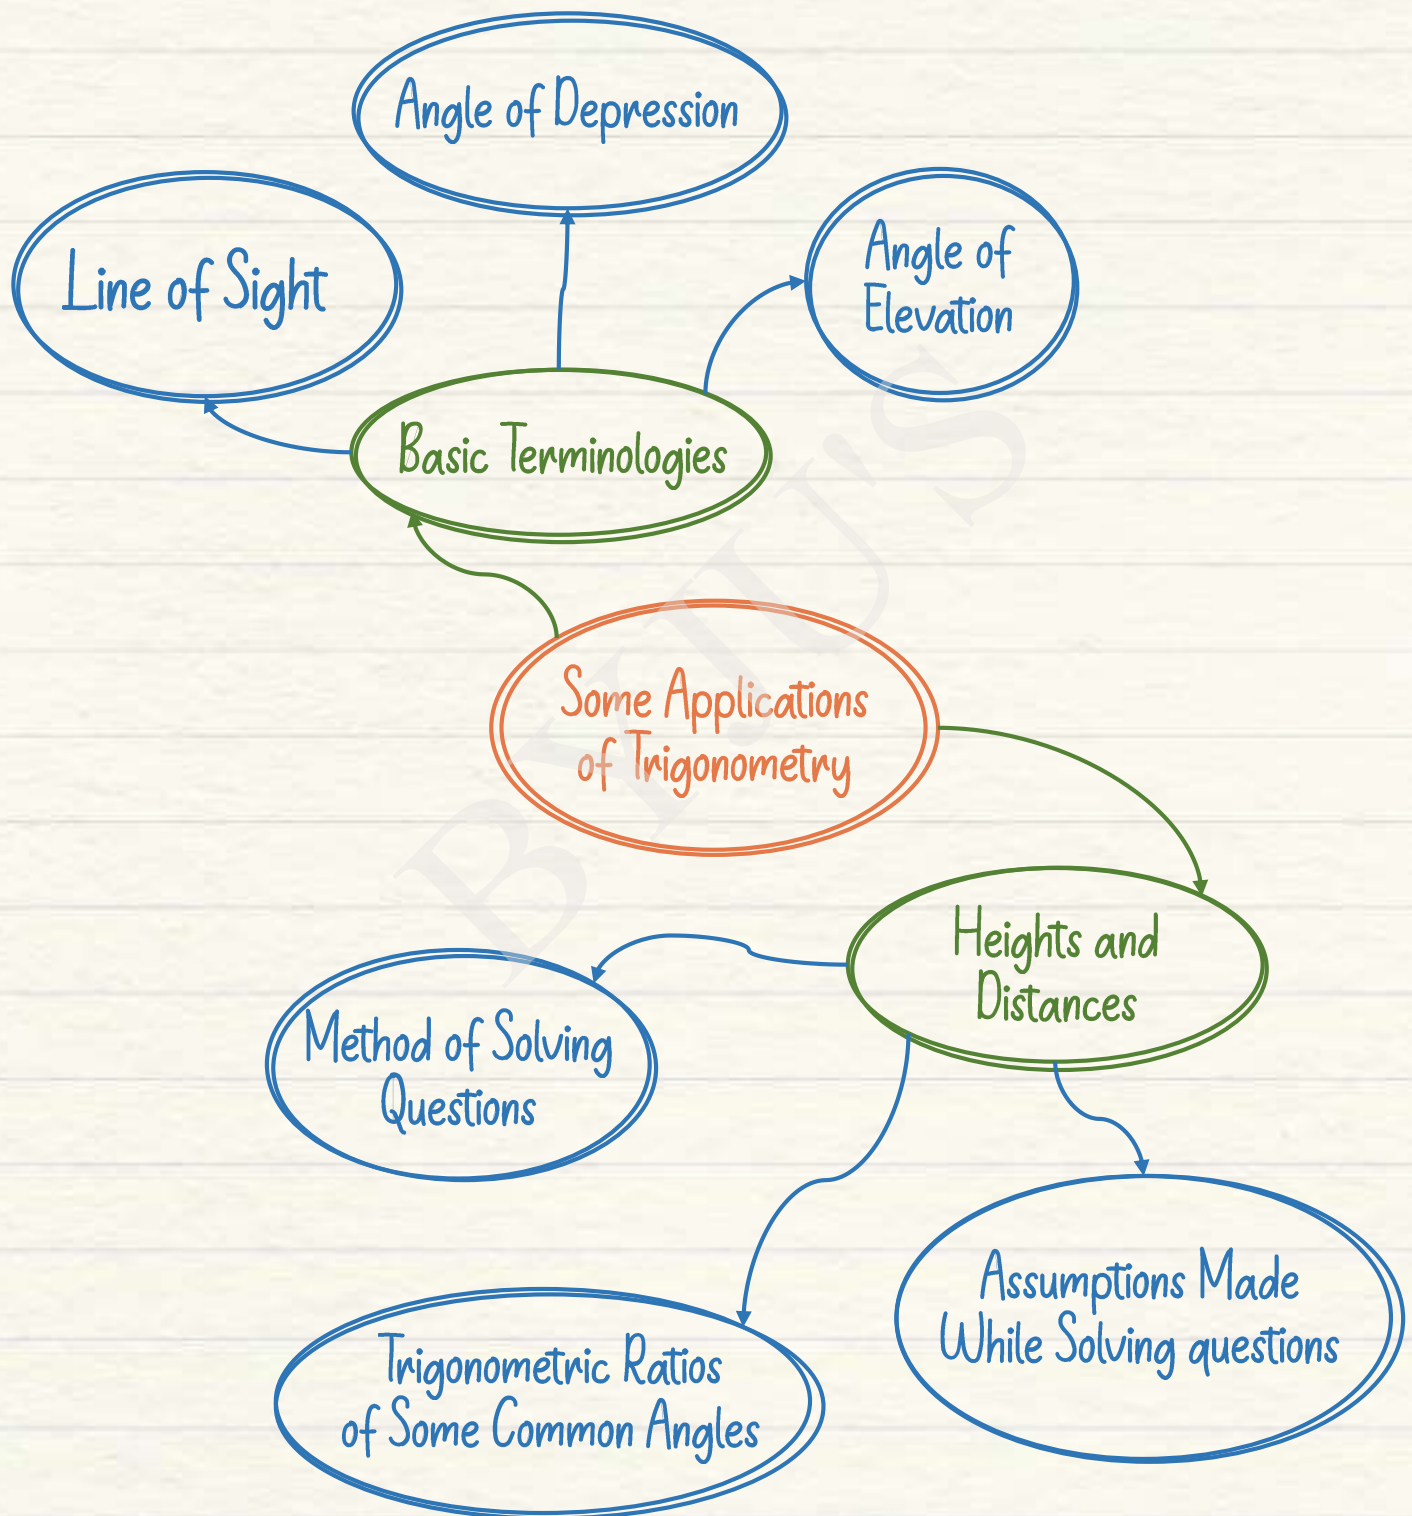 Angle of Depression
Line of Sight
Angle of
Elevation
Basic Terminologies
Some Applications
of Trigonometry
Heights and
Distances
Method of Solving
Questions
Assumptions Made
While Solving questions
Trigonometric Ratios
of Some Common Angles
BYJU'S